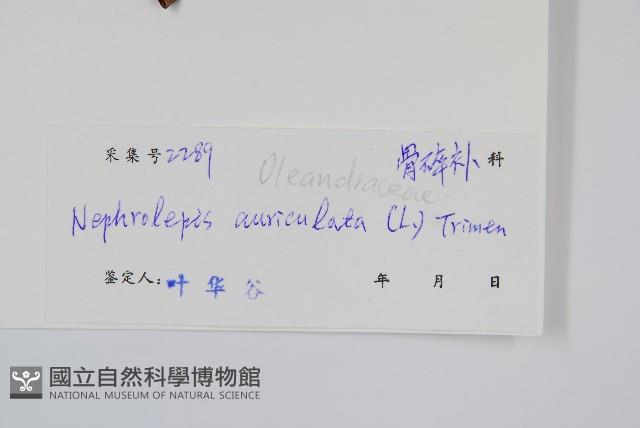 采集号 2289 骨碎补 科
Oleandraceae
Nephrolepis auriculata (L.) Trimen
鉴定人: 叶华谷 年 月 日
國立自然科學博物館
NATIONAL MUSEUM OF NATURAL SCIENCE